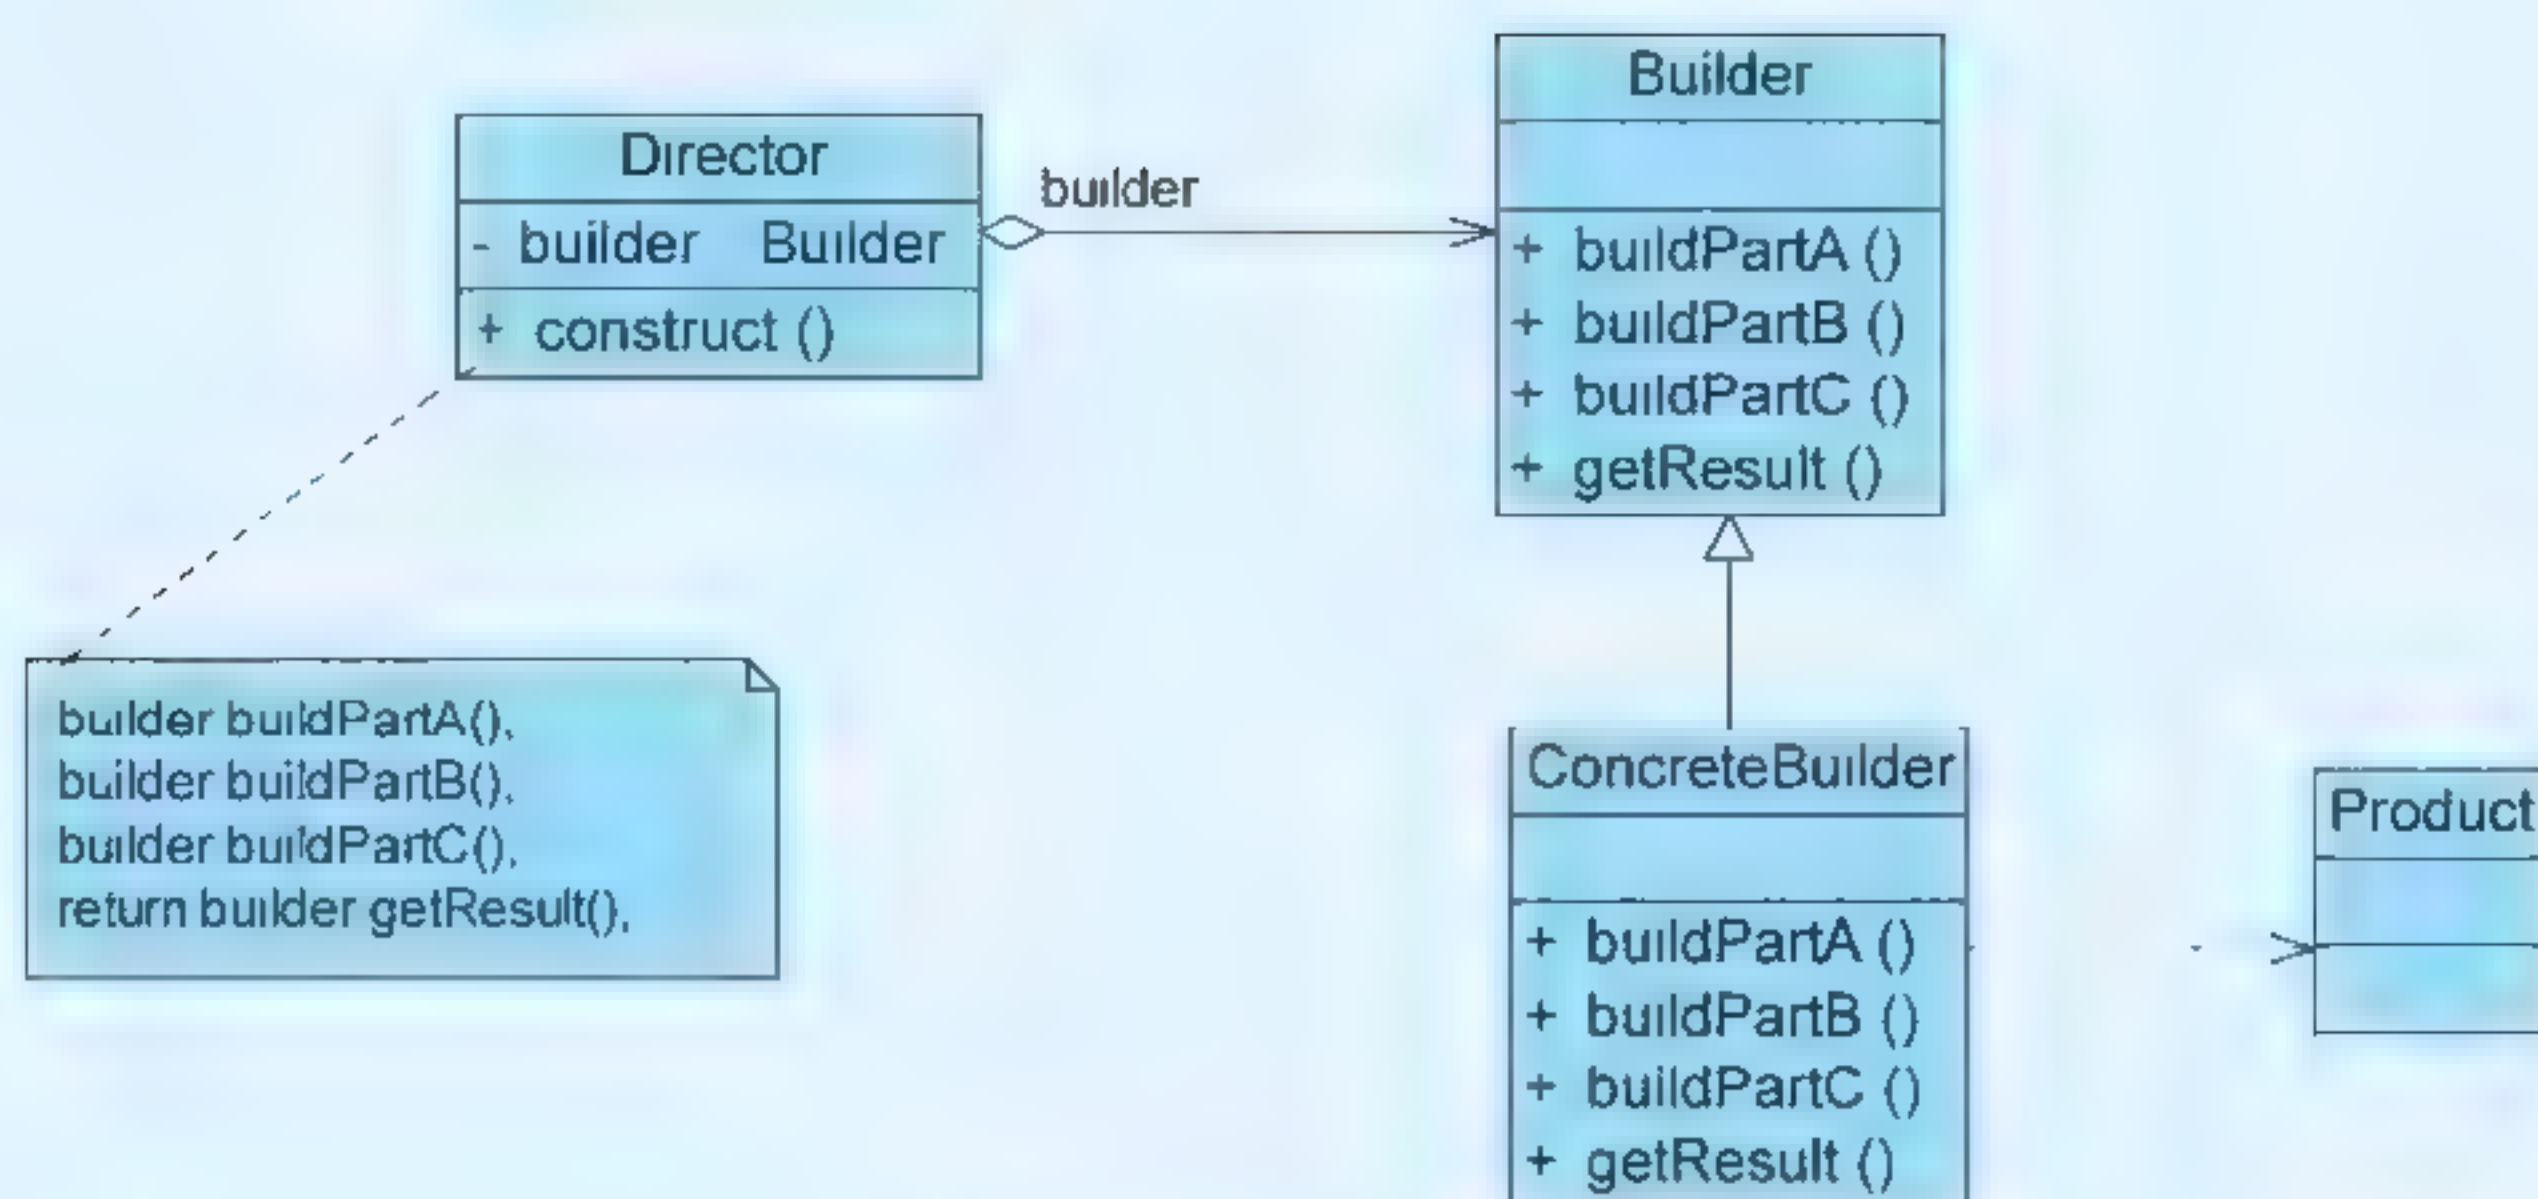 Director
- builder Builder
+ construct ()
builder
Builder
+ buildPartA ()
+ buildPartB ()
+ buildPartC ()
+ getResult ()
builder buildPartA(),
builder buildPartB(),
builder buildPartC(),
return builder getResult(),
ConcreteBuilder
+ buildPartA ()
+ buildPartB ()
+ buildPartC ()
+ getResult ()
Product